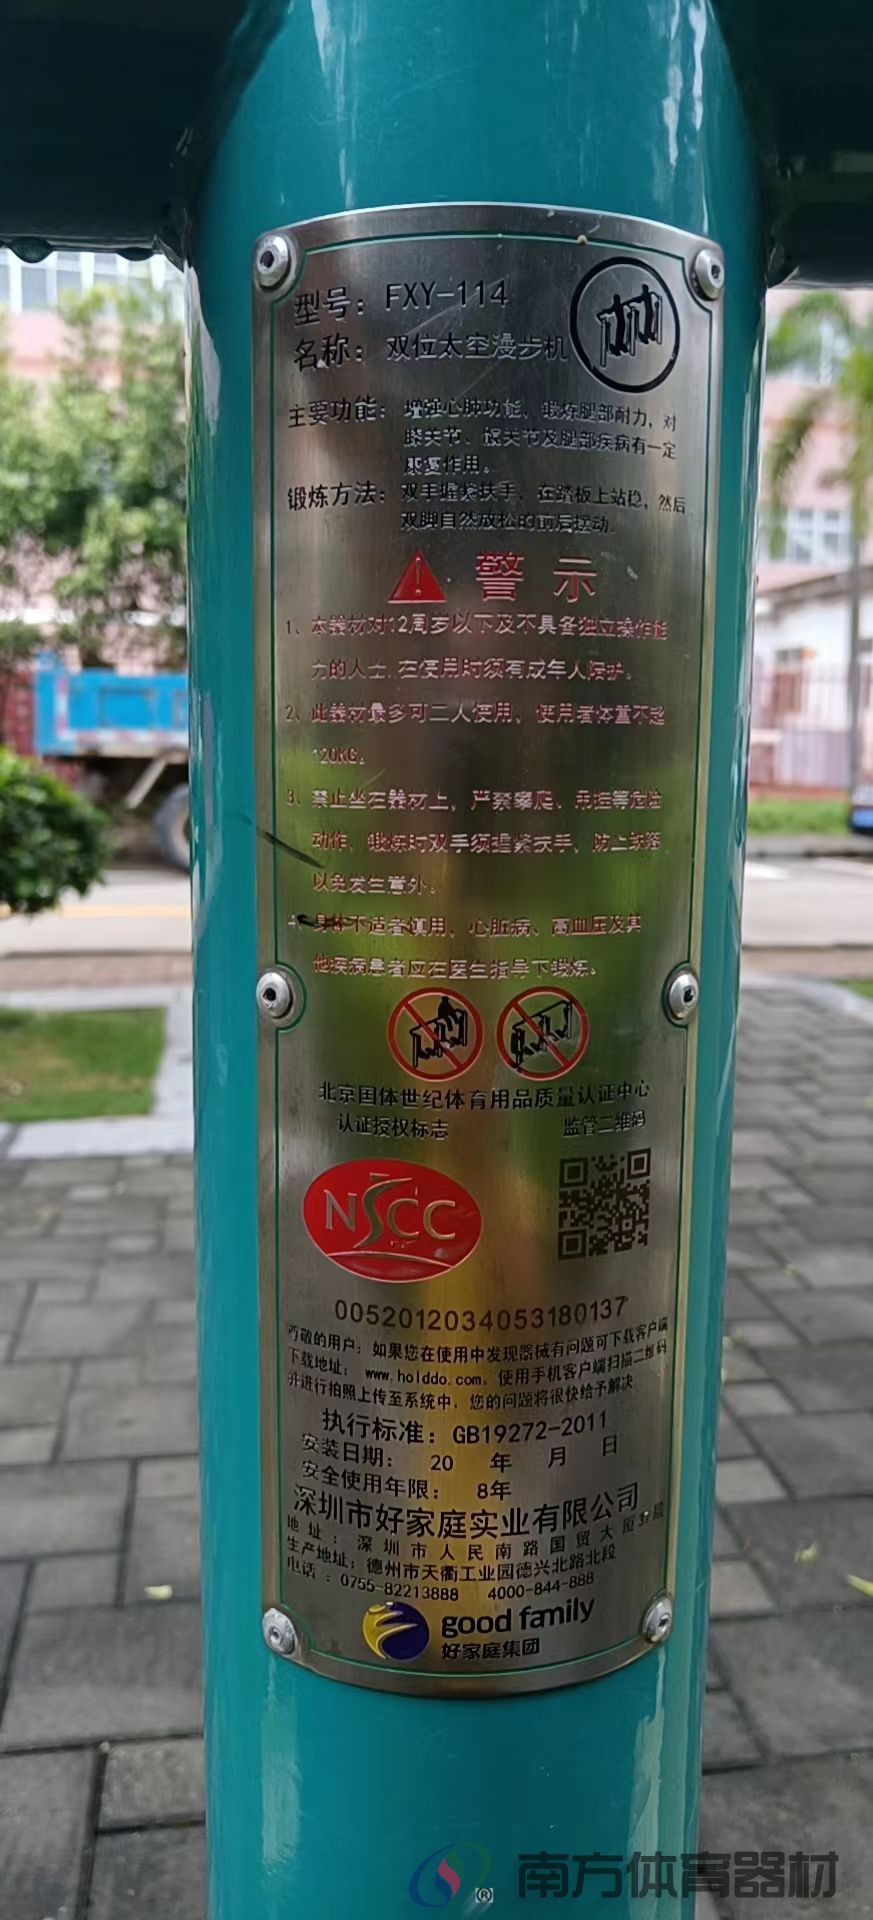 型号：FXY-114
名称：双位太空漫步机
主要功能：增强心肺功能、锻炼腿部耐力，对
膝关节、髋关节及腿部疾病有一定
康复作用。
锻炼方法：双手握紧扶手、在踏板上站稳，然后
双脚自然放松的前后摆动。
警示
1、本器材对12周岁以下及不具备独立操作能
力的人士，在使用时须有成年人陪护。
2、此器材最多可二人使用、使用者体重不超
120KG。
3、禁止坐在器材上，严禁攀爬、甩挂等危险
动作，锻炼时双手须握紧扶手，防止跌落
以免发生意外。
4、身体不适者慎用，心脏病、高血压及其
他疾病患者应在医生指导下锻炼。
北京国体世纪体育用品质量认证中心
认证授权标志 监管二维码
NSCC
0052012034053180137
敬的用户：如果您在使用中发现器械有问题可下载客户端
下载地址：www.holddo.com，使用手机客户端扫描二维码
并进行拍照上传至系统中，您的问题将很快给予解决
执行标准：GB19272-2011
安装日期：20 年 月 日
安全使用年限：8年
深圳市好家庭实业有限公司
地址：深圳市人民南路国贸大厦37层
生产地址：德州市天衢工业园德兴北路北段
电话：0755-82213888 4000-844-888
good family
好家庭集团
南方体育器材
®